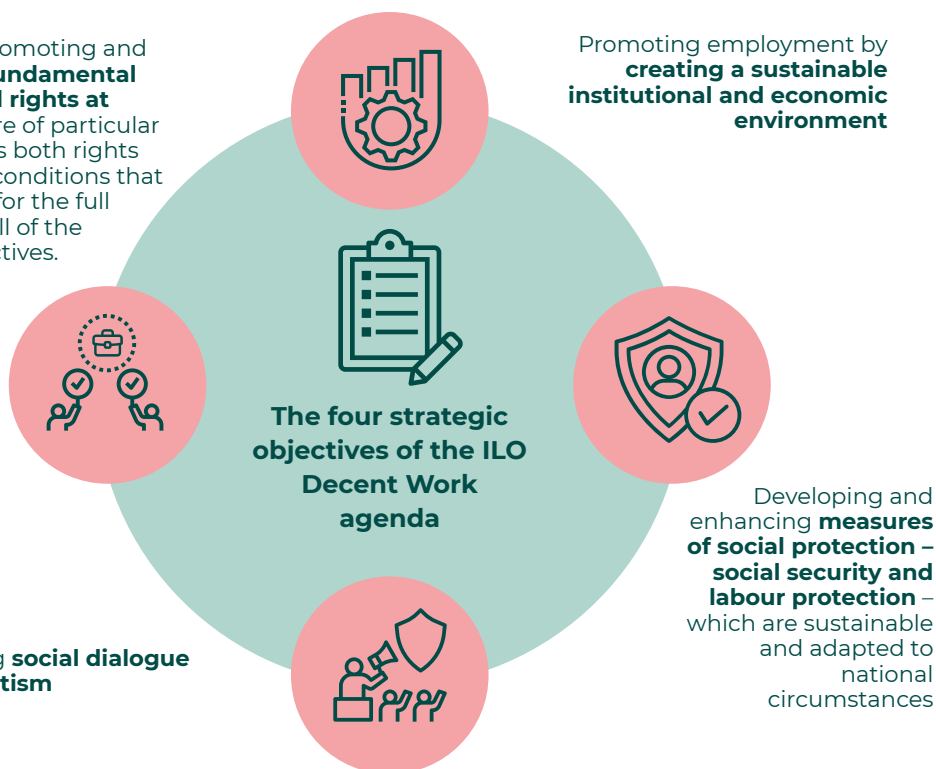 omoting and
undamental
rights at
re of particular
s both rights
conditions that
for the full
ll of the
ctives.
Promoting employment by
creating a sustainable
institutional and economic
environment
The four strategic
objectives of the ILO
Decent Work
agenda
Developing and
enhancing measures
of social protection –
social security and
labour protection –
which are sustainable
and adapted to
national
circumstances
social dialogue
tism